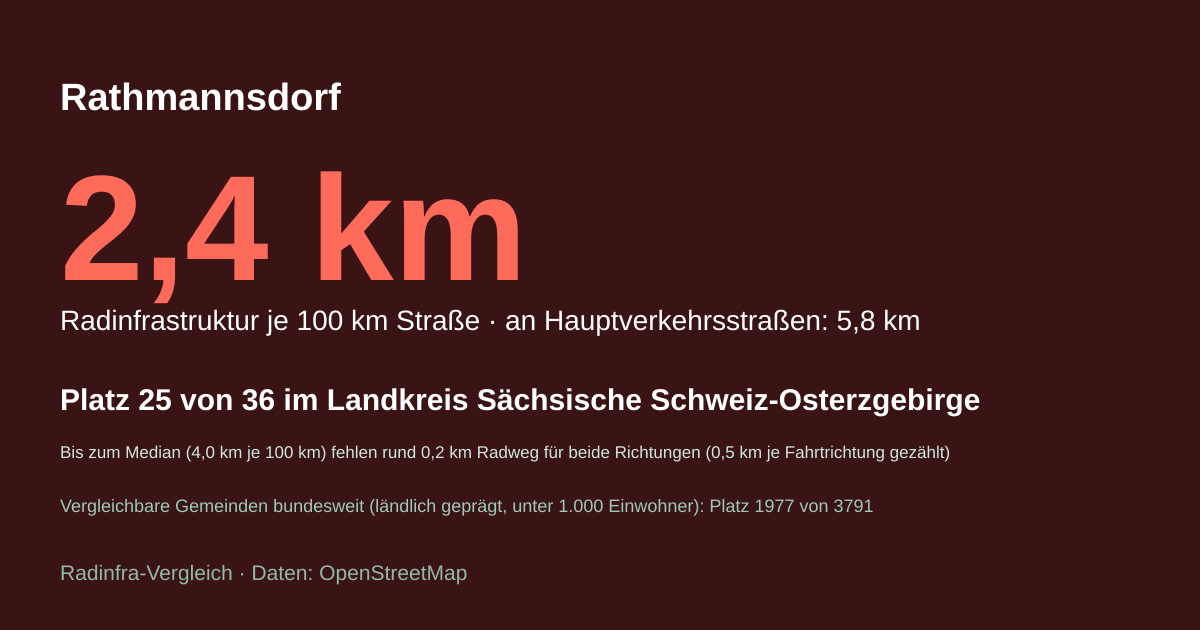 Rathmannsdorf
2,4 km
Radinfrastruktur je 100 km Straße · an Hauptverkehrsstraßen: 5,8 km
Platz 25 von 36 im Landkreis Sächsische Schweiz-Osterzgebirge
Bis zum Median (4,0 km je 100 km) fehlen rund 0,2 km Radweg für beide Richtungen (0,5 km je Fahrtrichtung gezählt)
Vergleichbare Gemeinden bundesweit (ländlich geprägt, unter 1.000 Einwohner): Platz 1977 von 3791
Radinfra-Vergleich · Daten: OpenStreetMap